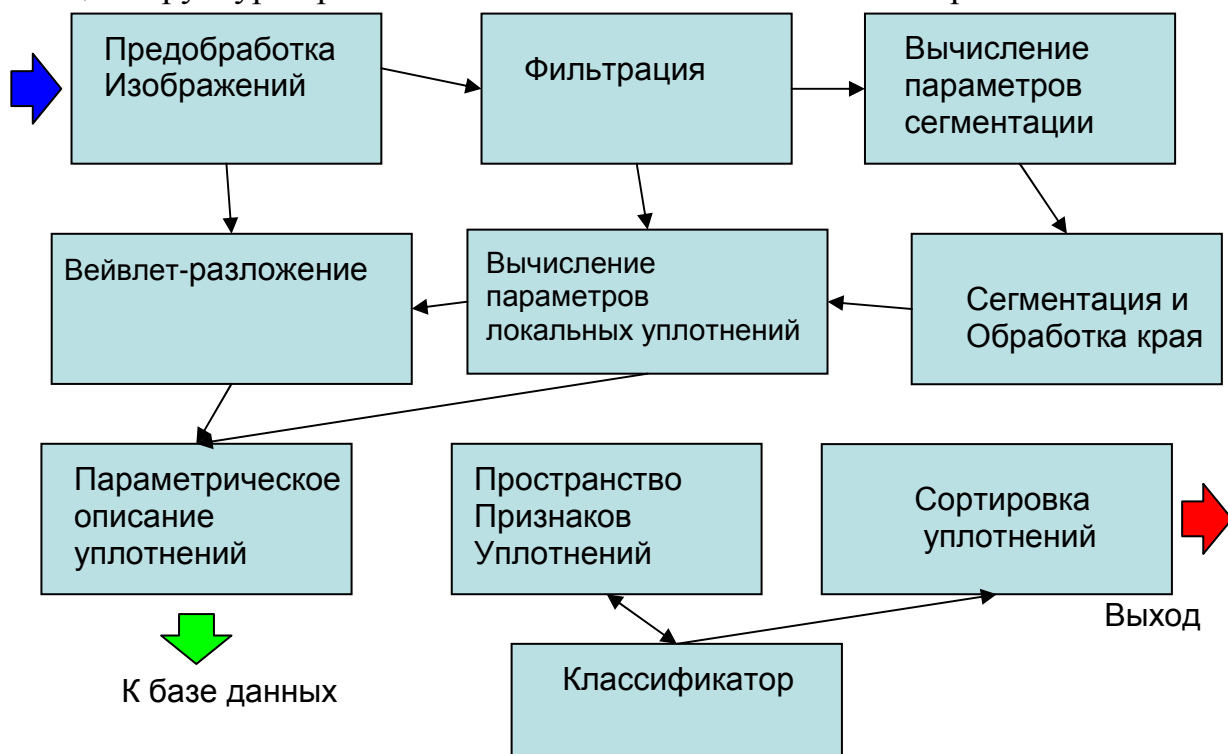 Предобработка
Изображений
Фильтрация
Вычисление
параметров
сегментации
Вейвлет-разложение
Вычисление
параметров
локальных уплотнений
Сегментация и
Обработка края
Параметрическое
описание
уплотнений
Пространство
Признаков
Уплотнений
Сортировка
уплотнений
Выход
К базе данных
Классификатор